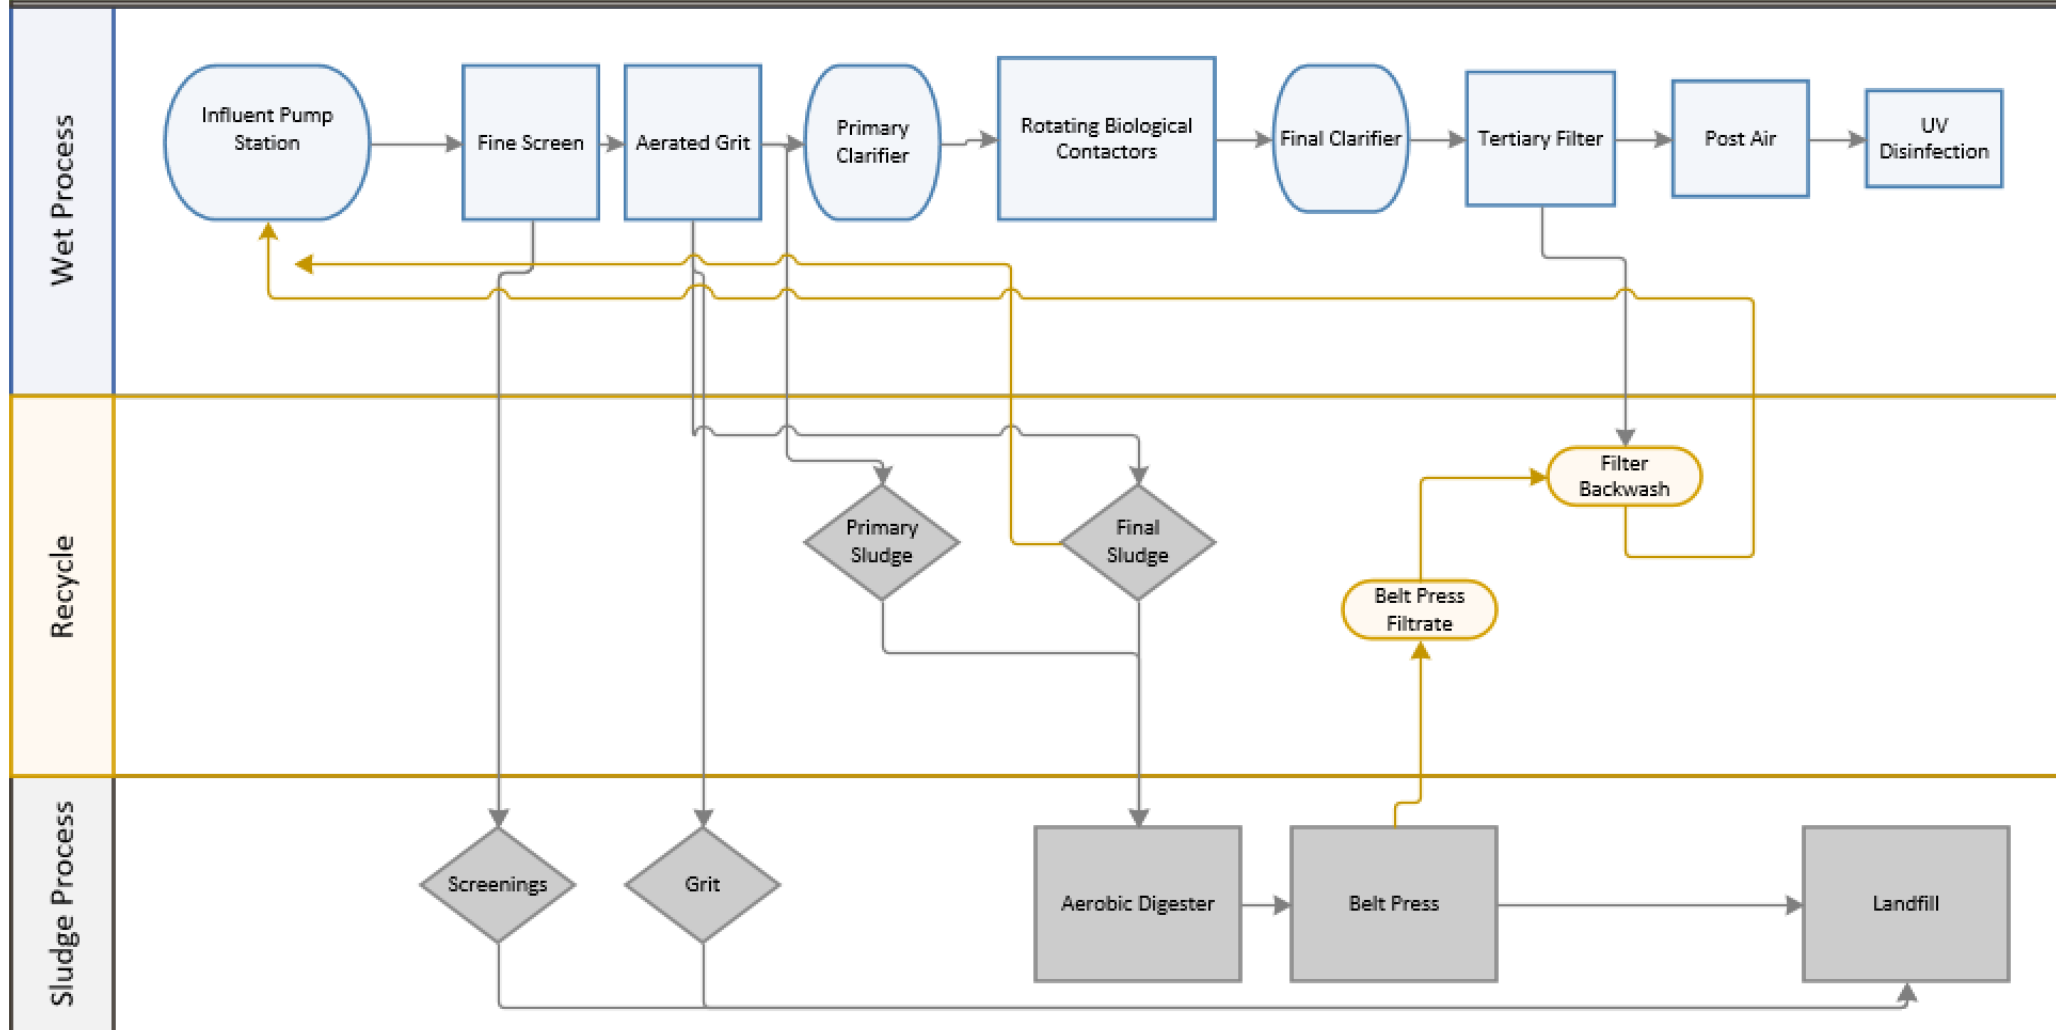 Wet Process
Influent Pump
Station
Fine Screen
Aerated Grit
Primary
Clarifier
Rotating Biological
Contactors
Final Clarifier
Tertiary Filter
Post Air
UV
Disinfection
Recycle
Primary
Sludge
Final
Sludge
Filter
Backwash
Belt Press
Filtrate
Sludge Process
Screenings
Grit
Aerobic Digester
Belt Press
Landfill